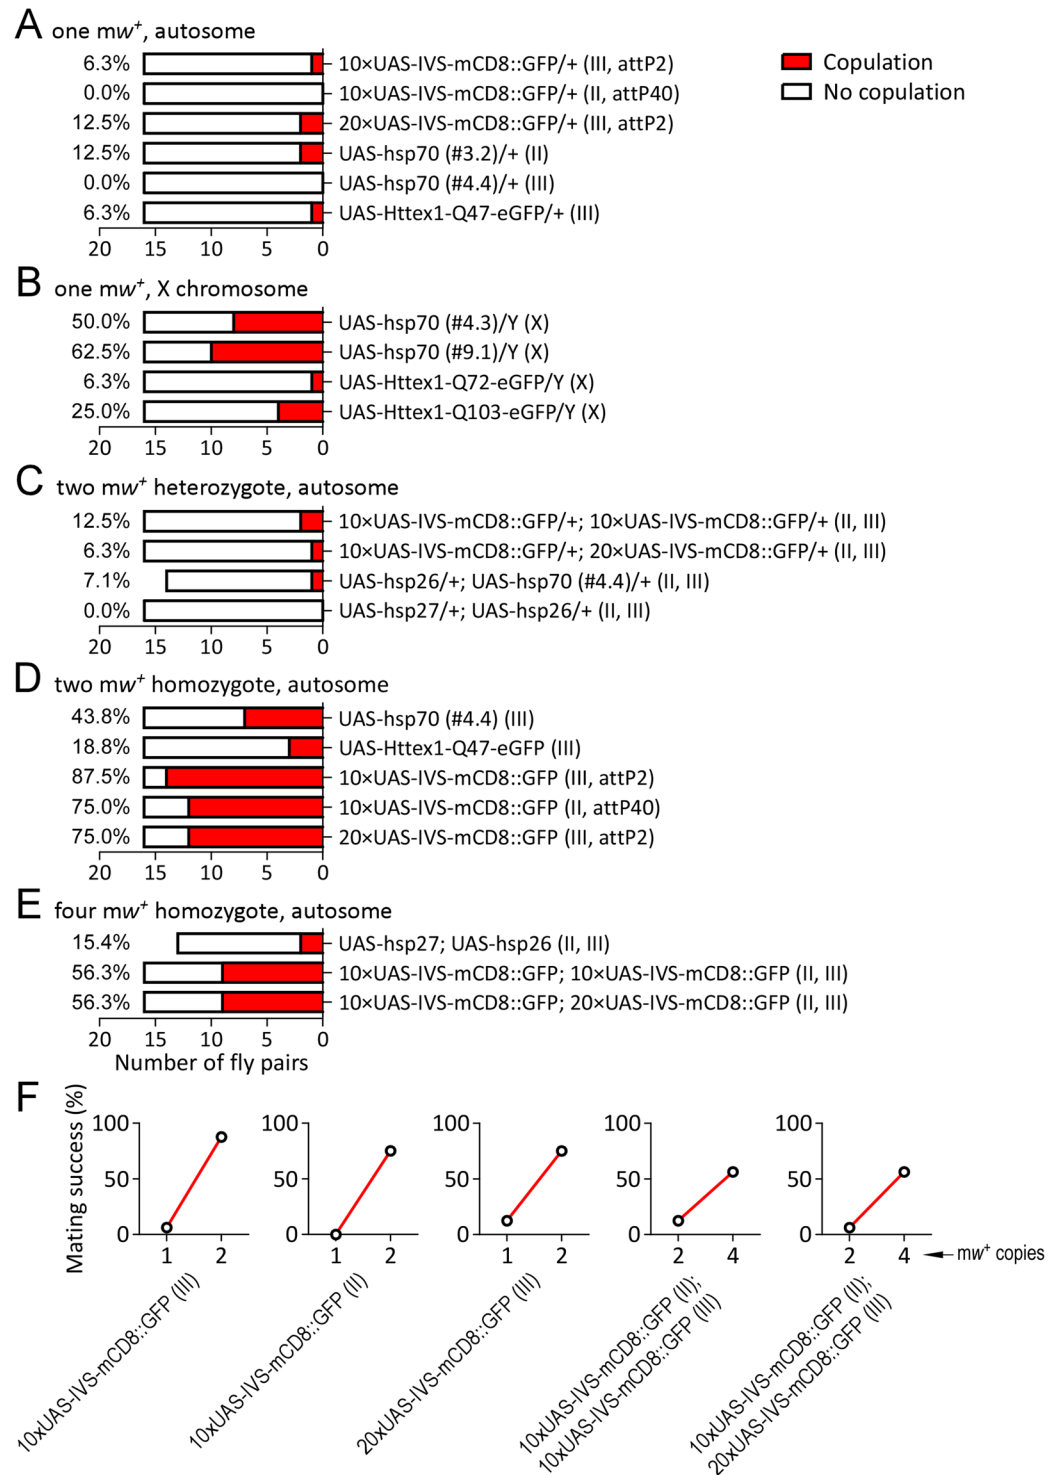 A one mw+, autosome
Copulation
No copulation
6.3% 10×UAS-IVS-mCD8::GFP/+ (III, attP2)
0.0% 10×UAS-IVS-mCD8::GFP/+ (II, attP40)
12.5% 20×UAS-IVS-mCD8::GFP/+ (III, attP2)
12.5% UAS-hsp70 (#3.2)/+ (II)
0.0% UAS-hsp70 (#4.4)/+ (III)
6.3% UAS-Httex1-Q47-eGFP/+ (III)
20 15 10 5 0
B one mw+, X chromosome
50.0% UAS-hsp70 (#4.3)/Y (X)
62.5% UAS-hsp70 (#9.1)/Y (X)
6.3% UAS-Httex1-Q72-eGFP/Y (X)
25.0% UAS-Httex1-Q103-eGFP/Y (X)
20 15 10 5 0
C two mw+ heterozygote, autosome
12.5% 10×UAS-IVS-mCD8::GFP/+; 10×UAS-IVS-mCD8::GFP/+ (II, III)
6.3% 10×UAS-IVS-mCD8::GFP/+; 20×UAS-IVS-mCD8::GFP/+ (II, III)
7.1% UAS-hsp26/+; UAS-hsp70 (#4.4)/+ (II, III)
0.0% UAS-hsp27/+; UAS-hsp26/+ (II, III)
20 15 10 5 0
D two mw+ homozygote, autosome
43.8% UAS-hsp70 (#4.4) (III)
18.8% UAS-Httex1-Q47-eGFP (III)
87.5% 10×UAS-IVS-mCD8::GFP (III, attP2)
75.0% 10×UAS-IVS-mCD8::GFP (II, attP40)
75.0% 20×UAS-IVS-mCD8::GFP (III, attP2)
20 15 10 5 0
E four mw+ homozygote, autosome
15.4% UAS-hsp27; UAS-hsp26 (II, III)
56.3% 10×UAS-IVS-mCD8::GFP; 10×UAS-IVS-mCD8::GFP (II, III)
56.3% 10×UAS-IVS-mCD8::GFP; 20×UAS-IVS-mCD8::GFP (II, III)
20 15 10 5 0
Number of fly pairs
F
Mating success (%)
100 100 100 100 100
50 50 50 50 50
0 0 0 0 0
1 2 1 2 1 2 2 4 2 4 mw+ copies
10xUAS-IVS-mCD8::GFP (III)
10xUAS-IVS-mCD8::GFP (II)
20xUAS-IVS-mCD8::GFP (III)
10xUAS-IVS-mCD8::GFP (II);
10xUAS-IVS-mCD8::GFP (III)
10xUAS-IVS-mCD8::GFP (II);
20xUAS-IVS-mCD8::GFP (III)